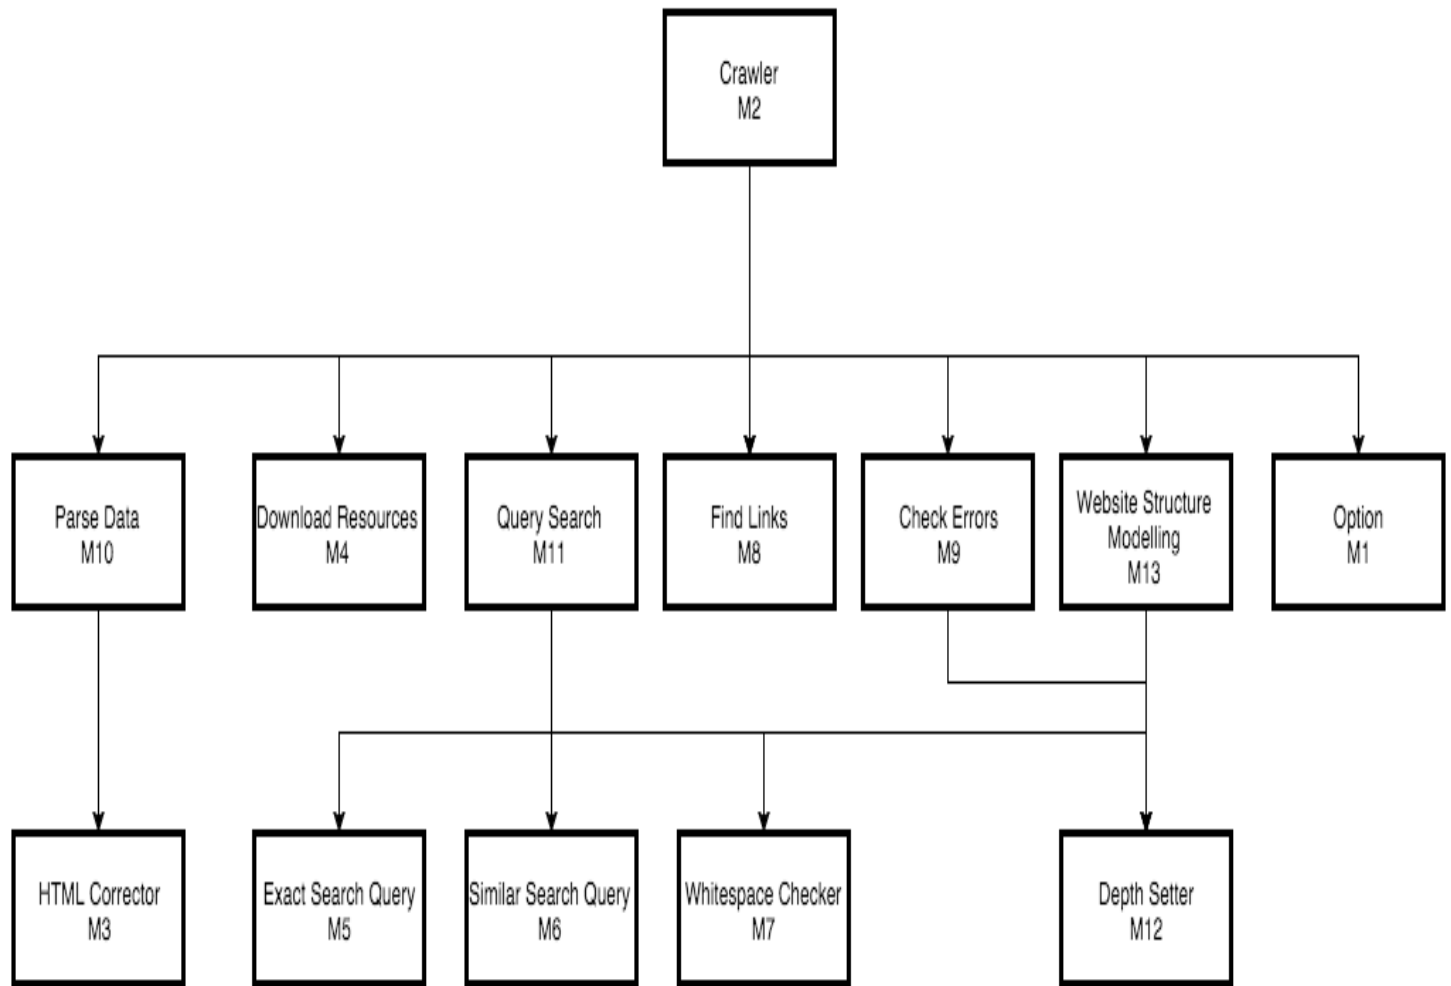 Crawler
M2
Parse Data
M10
Download Resources
M4
Query Search
M11
Find Links
M8
Check Errors
M9
Website Structure
Modelling
M13
Option
M1
HTML Corrector
M3
Exact Search Query
M5
Similar Search Query
M6
Whitespace Checker
M7
Depth Setter
M12